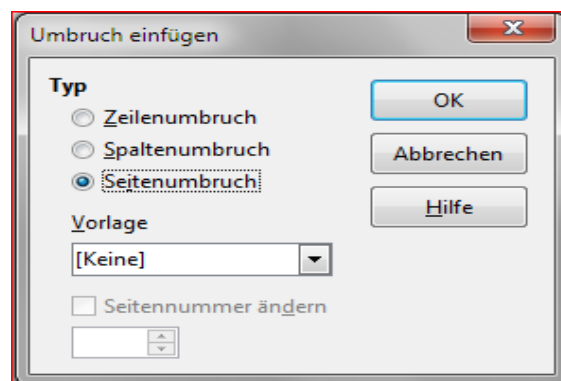 Umbruch einfügen
Typ
Zeilenumbruch
Spaltenumbruch
Seitenumbruch
Vorlage
[Keine]
Seitennummer ändern
OK
Abbrechen
Hilfe